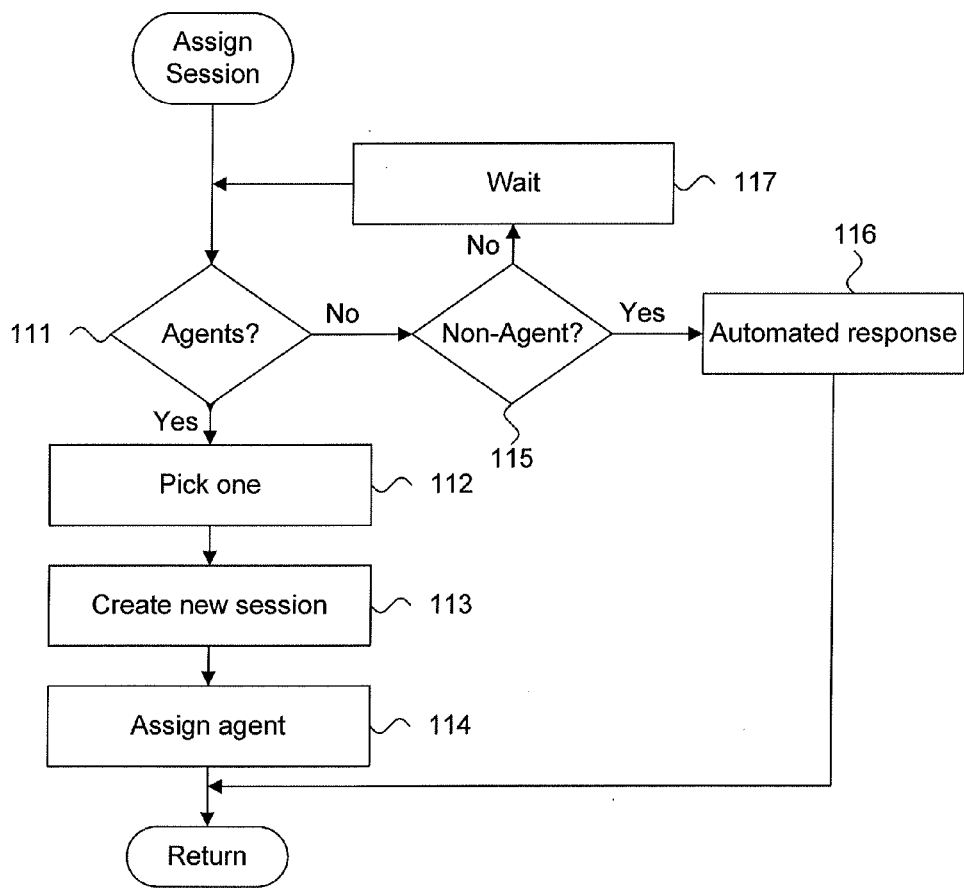 Assign
Session
Wait
117
No
116
111
Agents?
No
Non-Agent?
Yes
Automated response
Yes
115
Pick one
112
Create new session
113
Assign agent
114
Return